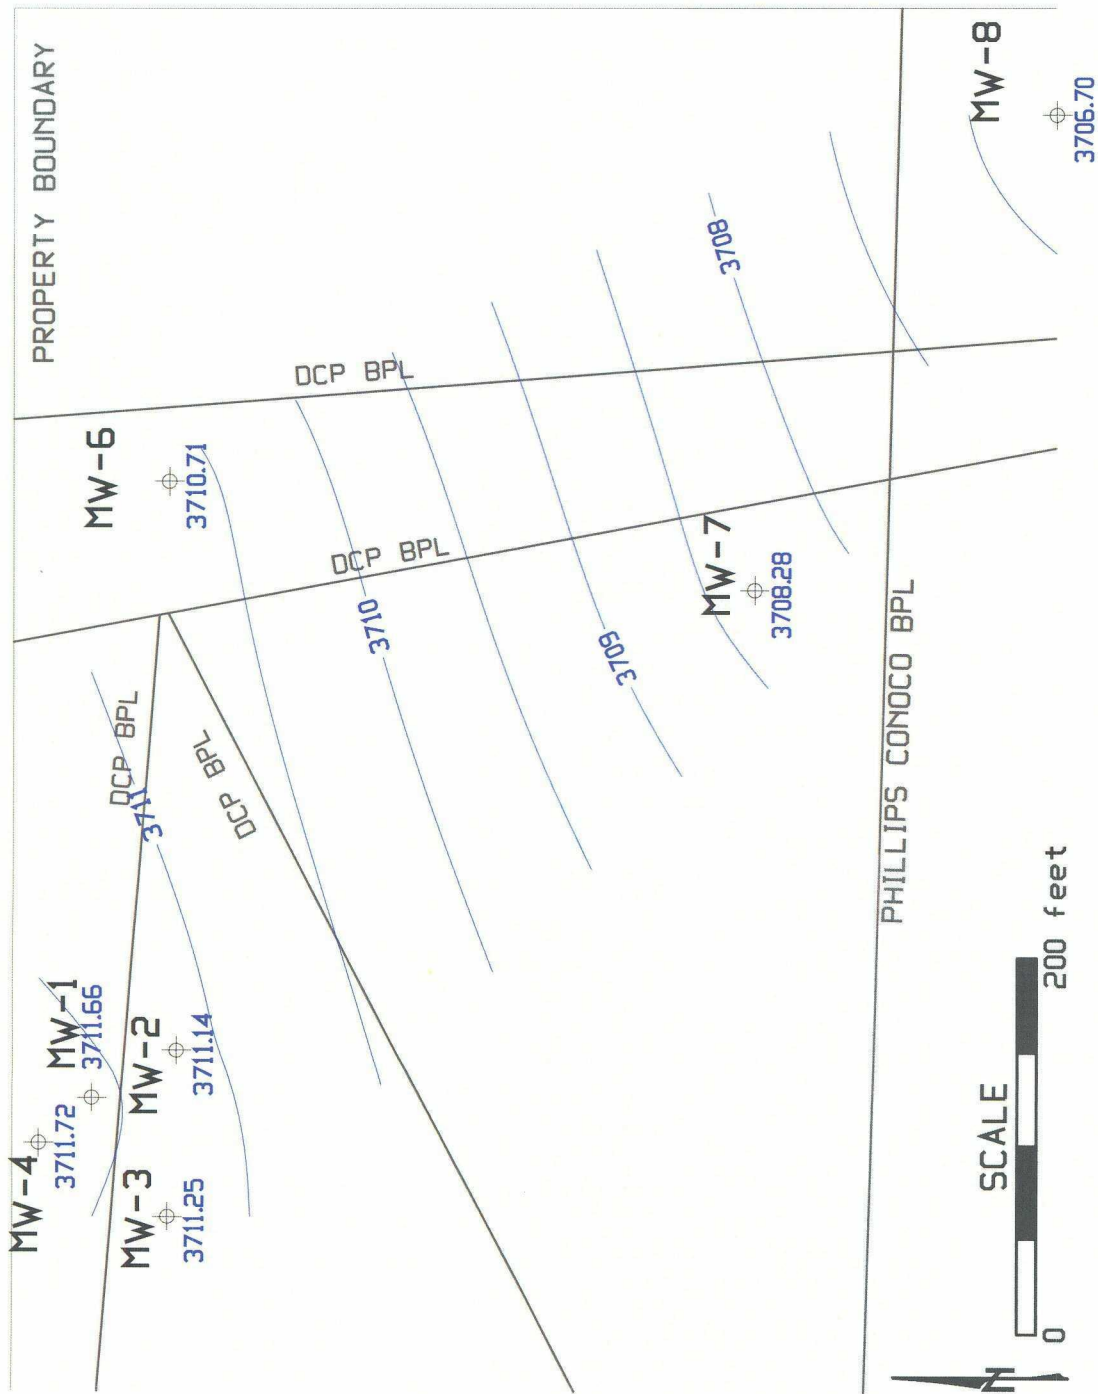 PROPERTY BOUNDARY
MW-8
3706.70
3708
DCP BPL
MW-6
3710.71
DCP BPL
3710
MW-7
3708.28
3709
DCP BPL
3711
DCP BPL
PHILLIPS CONOCO BPL
MW-1
3711.66
MW-2
3711.14
MW-4
3711.72
MW-3
3711.25
SCALE
0
200 feet
N